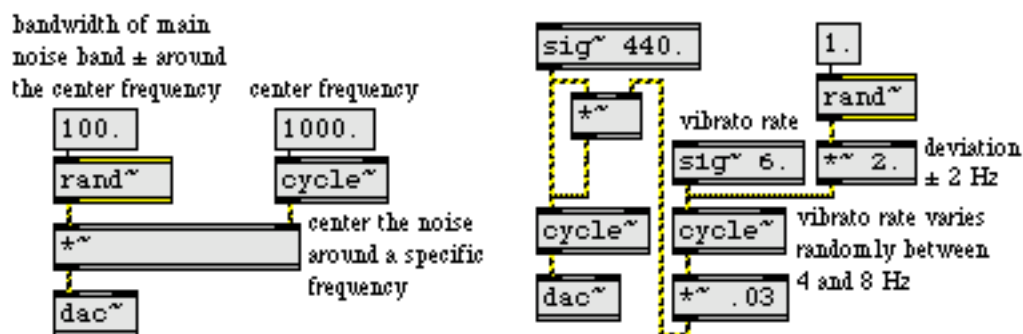 bandwidth of main
noise band ± around
the center frequency
center frequency
100.
1000.
rand~
cycle~
*~
center the noise
around a specific
frequency
dac~
sig~ 440.
1.
*~
rand~
vibrato rate
sig~ 6.
*~ 2.
deviation
± 2 Hz
cycle~
cycle~
vibrato rate varies
randomly between
4 and 8 Hz
dac~
*~ .03